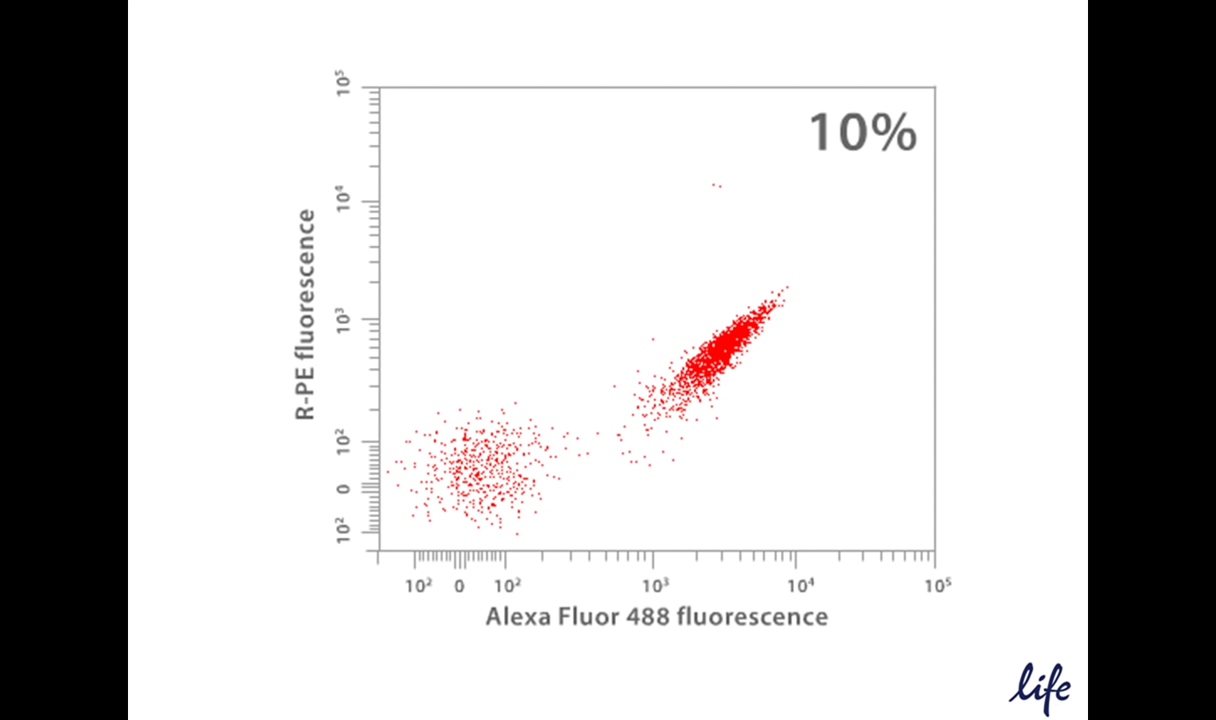 10%
10⁵
10⁴
10³
10²
0
10²
R-PE fluorescence
10² 0 10² 10³ 10⁴ 10⁵
Alexa Fluor 488 fluorescence
life